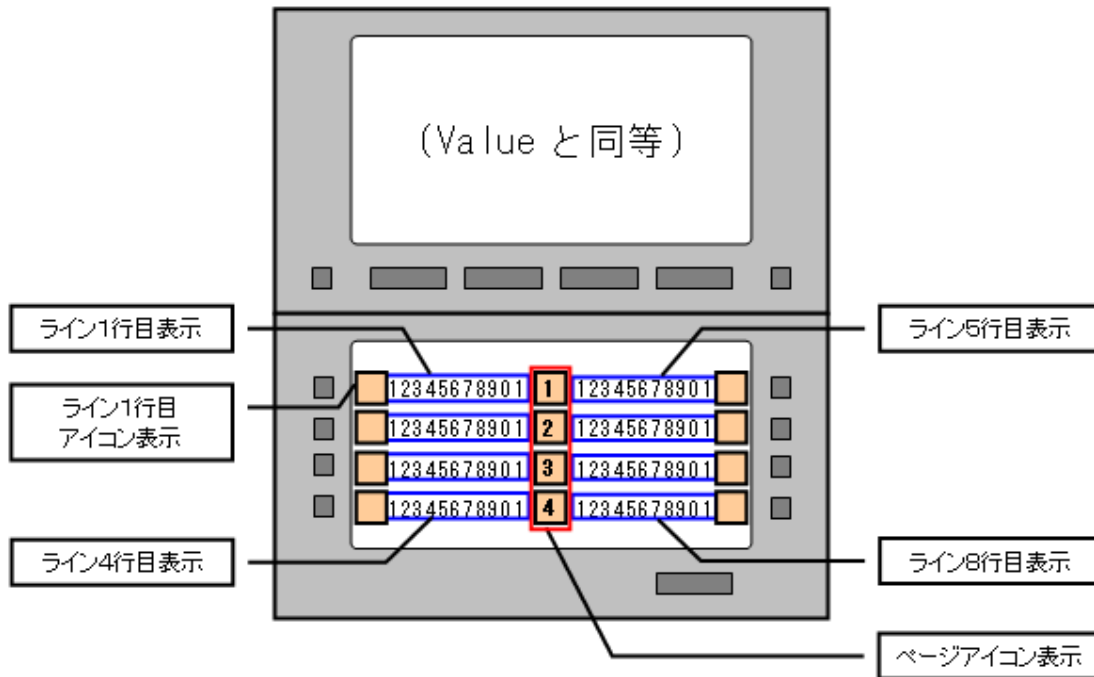 (Value と同等)
ライン1行目表示
ライン5行目表示
12345678901 1 12345678901
ライン1行目
アイコン表示
12345678901 2 12345678901
12345678901 3 12345678901
12345678901 4 12345678901
ライン4行目表示
ライン8行目表示
ページアイコン表示